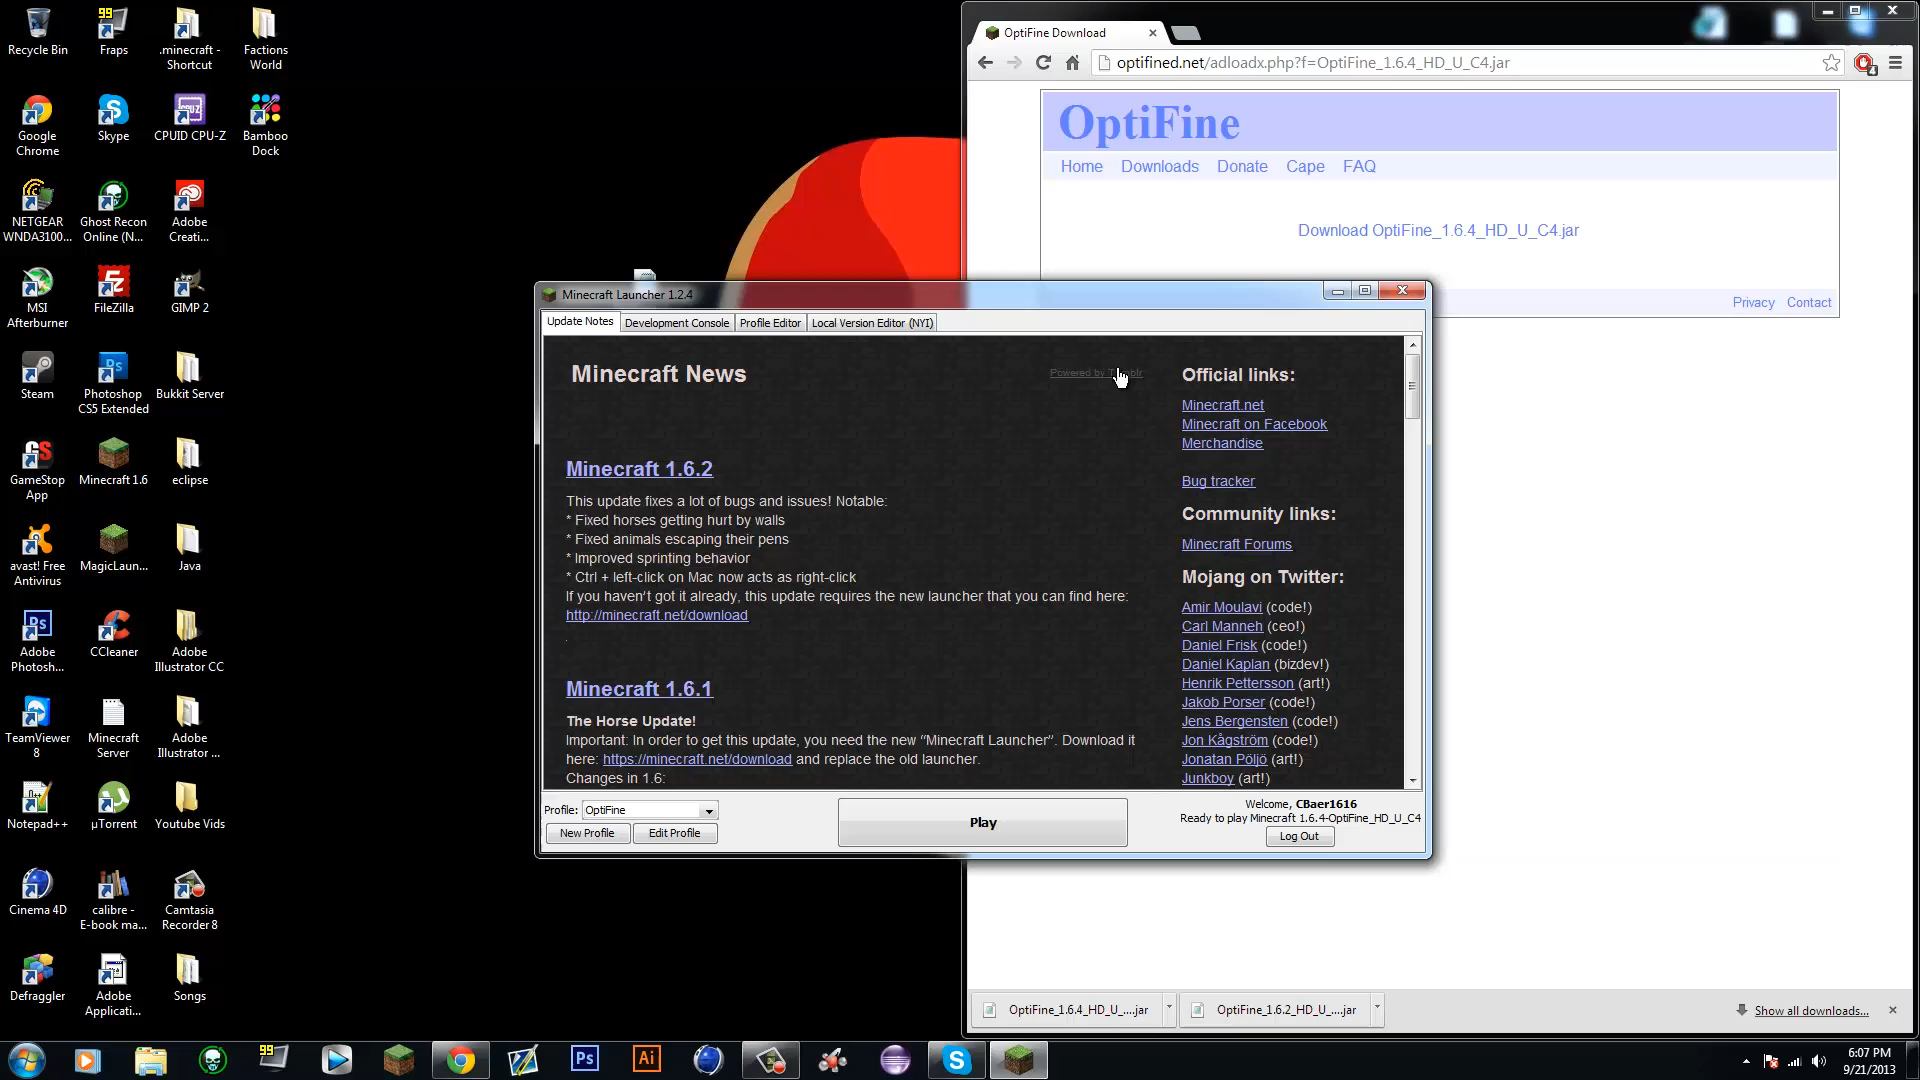 Recycle Bin
Fraps
.minecraft - Shortcut
Factions World
Google Chrome
Skype
CPUID CPU-Z
Bamboo Dock
NETGEAR WNDA3100...
Ghost Recon Online (N...
Adobe Creati...
MSI Afterburner
FileZilla
GIMP 2
Steam
Photoshop CS5 Extended
Bukkit Server
GameStop App
Minecraft 1.6
eclipse
avast! Free Antivirus
MagicLaun...
Java
Adobe Photosh...
CCleaner
Adobe Illustrator CC
TeamViewer 8
Minecraft Server
Adobe Illustrator ...
Notepad++
µTorrent
Youtube Vids
Cinema 4D
calibre - E-book ma...
Camtasia Recorder 8
Defraggler
Adobe Applicati...
Songs
OptiFine Download
optifined.net/adloadx.php?f=OptiFine_1.6.4_HD_U_C4.jar
OptiFine
Home Downloads Donate Cape FAQ
Download OptiFine_1.6.4_HD_U_C4.jar
Privacy Contact
Minecraft Launcher 1.2.4
Update Notes Development Console Profile Editor Local Version Editor (NYI)
Minecraft News
Powered by
Minecraft 1.6.2
This update fixes a lot of bugs and issues! Notable:
* Fixed horses getting hurt by walls
* Fixed animals escaping their pens
* Improved sprinting behavior
* Ctrl + left-click on Mac now acts as right-click
If you haven't got it already, this update requires the new launcher that you can find here:
http://minecraft.net/download
Minecraft 1.6.1
The Horse Update!
Important: In order to get this update, you need the new “Minecraft Launcher”. Download it
here: https://minecraft.net/download and replace the old launcher.
Changes in 1.6:
Official links:
Minecraft.net
Minecraft on Facebook
Merchandise
Bug tracker
Community links:
Minecraft Forums
Mojang on Twitter:
Amir Moulavi (code!)
Carl Manneh (ceo!)
Daniel Frisk (code!)
Daniel Kaplan (bizdev!)
Henrik Pettersson (art!)
Jakob Porser (code!)
Jens Bergensten (code!)
Jon Kågström (code!)
Jonatan Pöljö (art!)
Junkboy (art!)
Profile: OptiFine
New Profile Edit Profile
Play
Welcome, CBaer1616
Ready to play Minecraft 1.6.4-OptiFine_HD_U_C4
Log Out
OptiFine_1.6.4_HD_U_....jar
OptiFine_1.6.2_HD_U_....jar
Show all downloads...
6:07 PM
9/21/2013